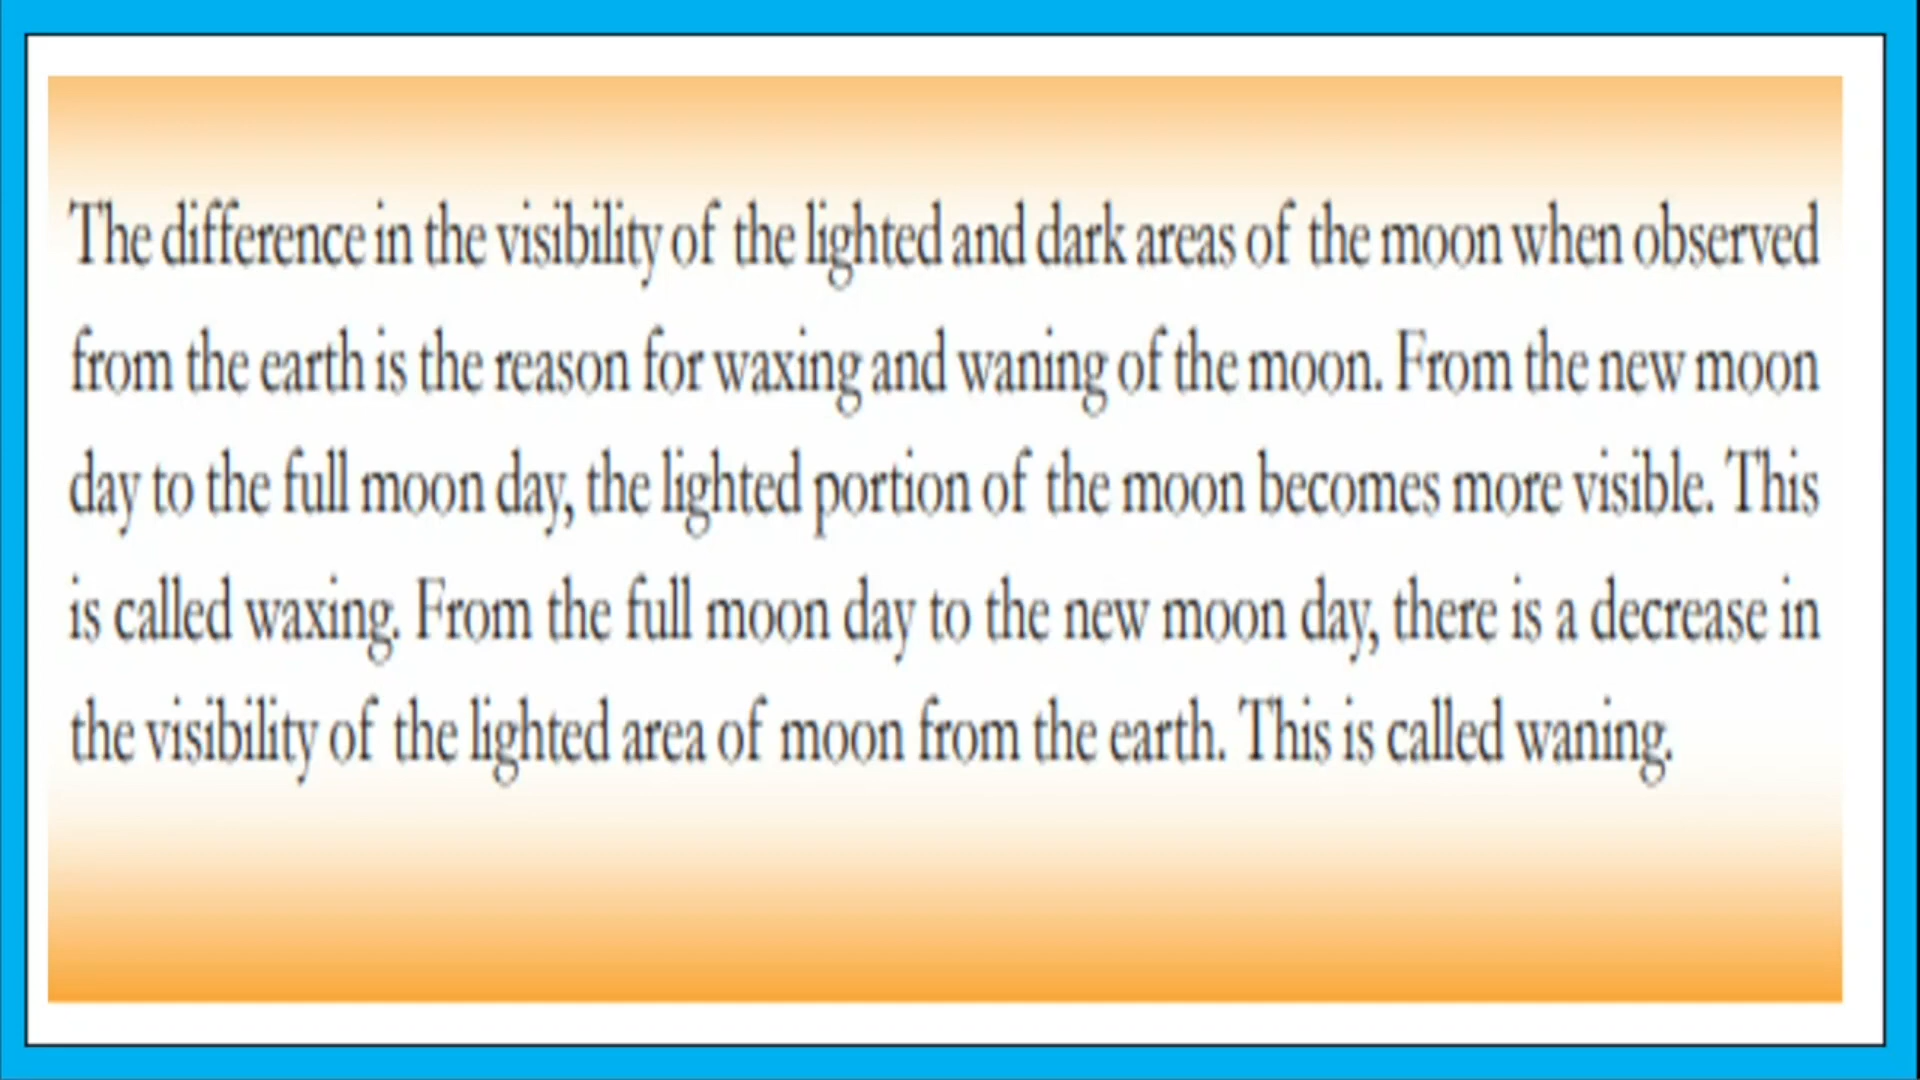 The difference in the visibility of the lighted and dark areas of the moon when observed
from the earth is the reason for waxing and waning of the moon. From the new moon
day to the full moon day, the lighted portion of the moon becomes more visible. This
is called waxing. From the full moon day to the new moon day, there is a decrease in
the visibility of the lighted area of moon from the earth. This is called waning.